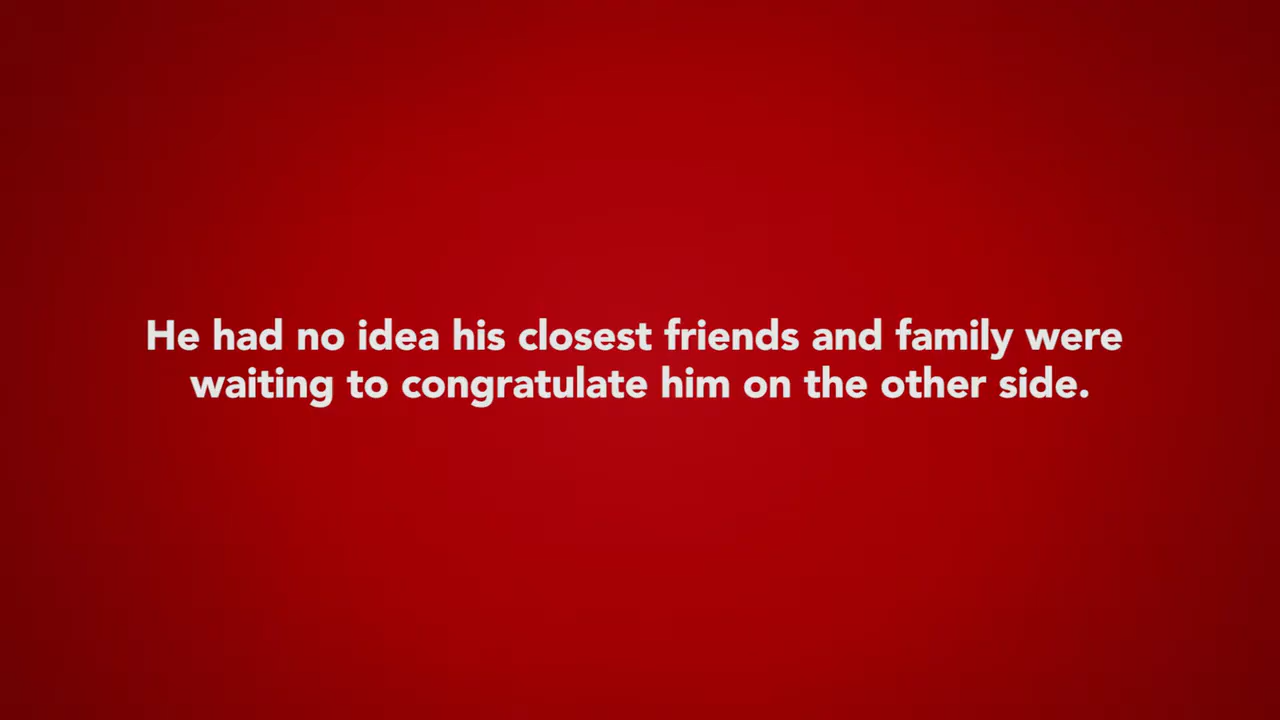 He had no idea his closest friends and family were
waiting to congratulate him on the other side.